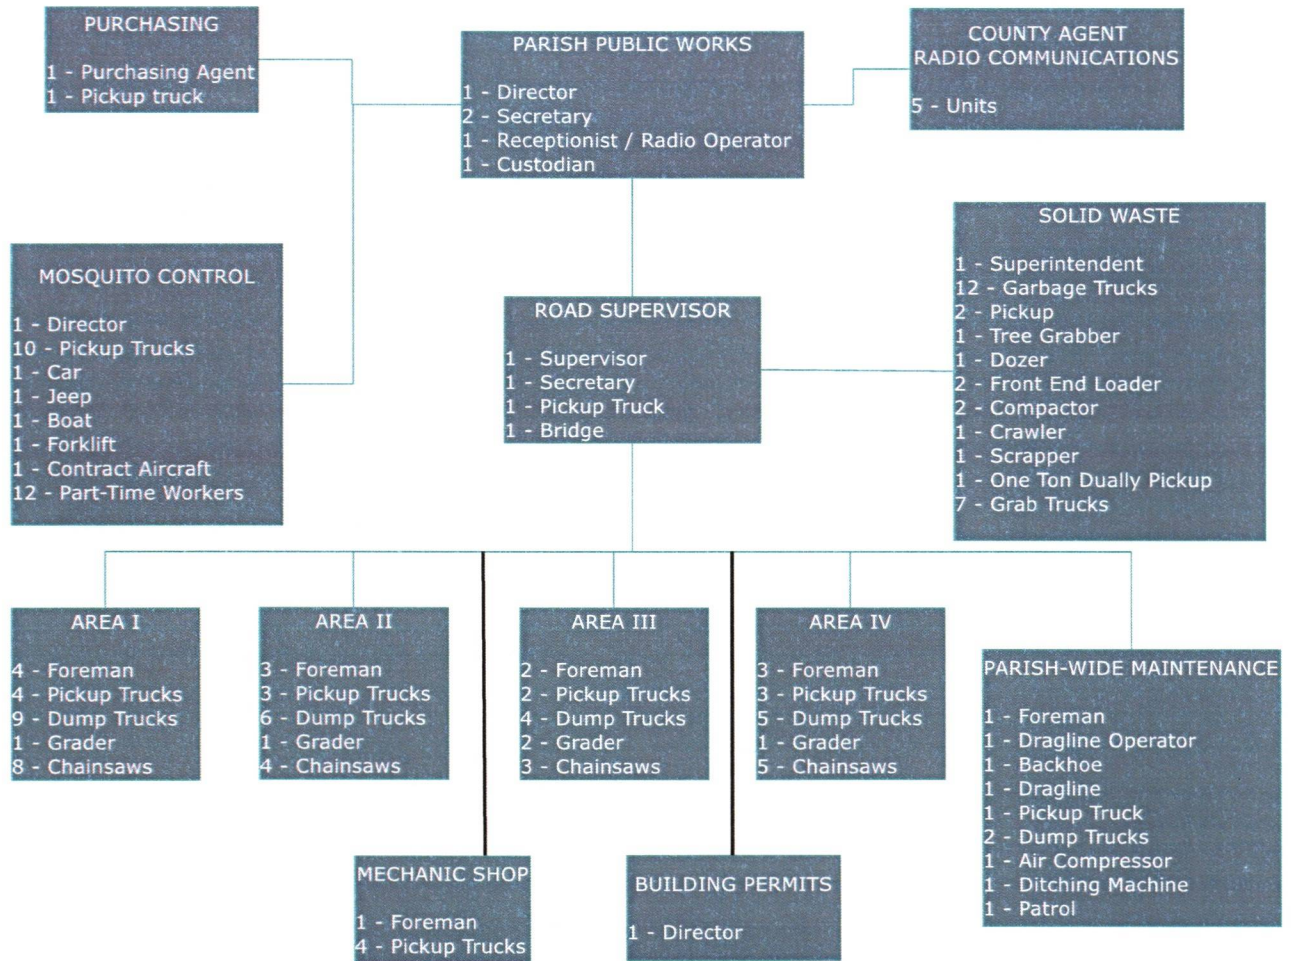 PURCHASING
1 - Purchasing Agent
1 - Pickup truck
PARISH PUBLIC WORKS
1 - Director
2 - Secretary
1 - Receptionist / Radio Operator
1 - Custodian
COUNTY AGENT
RADIO COMMUNICATIONS
5 - Units
MOSQUITO CONTROL
1 - Director
10 - Pickup Trucks
1 - Car
1 - Jeep
1 - Boat
1 - Forklift
1 - Contract Aircraft
12 - Part-Time Workers
ROAD SUPERVISOR
1 - Supervisor
1 - Secretary
1 - Pickup Truck
1 - Bridge
SOLID WASTE
1 - Superintendent
12 - Garbage Trucks
2 - Pickup
1 - Tree Grabber
1 - Dozer
2 - Front End Loader
2 - Compactor
1 - Crawler
1 - Scrapper
1 - One Ton Dually Pickup
7 - Grab Trucks
AREA I
4 - Foreman
4 - Pickup Trucks
9 - Dump Trucks
1 - Grader
8 - Chainsaws
AREA II
3 - Foreman
3 - Pickup Trucks
6 - Dump Trucks
1 - Grader
4 - Chainsaws
AREA III
2 - Foreman
2 - Pickup Trucks
4 - Dump Trucks
2 - Grader
3 - Chainsaws
AREA IV
3 - Foreman
3 - Pickup Trucks
5 - Dump Trucks
1 - Grader
5 - Chainsaws
PARISH-WIDE MAINTENANCE
1 - Foreman
1 - Dragline Operator
1 - Backhoe
1 - Dragline
1 - Pickup Truck
2 - Dump Trucks
1 - Air Compressor
1 - Ditching Machine
1 - Patrol
MECHANIC SHOP
1 - Foreman
4 - Pickup Trucks
BUILDING PERMITS
1 - Director